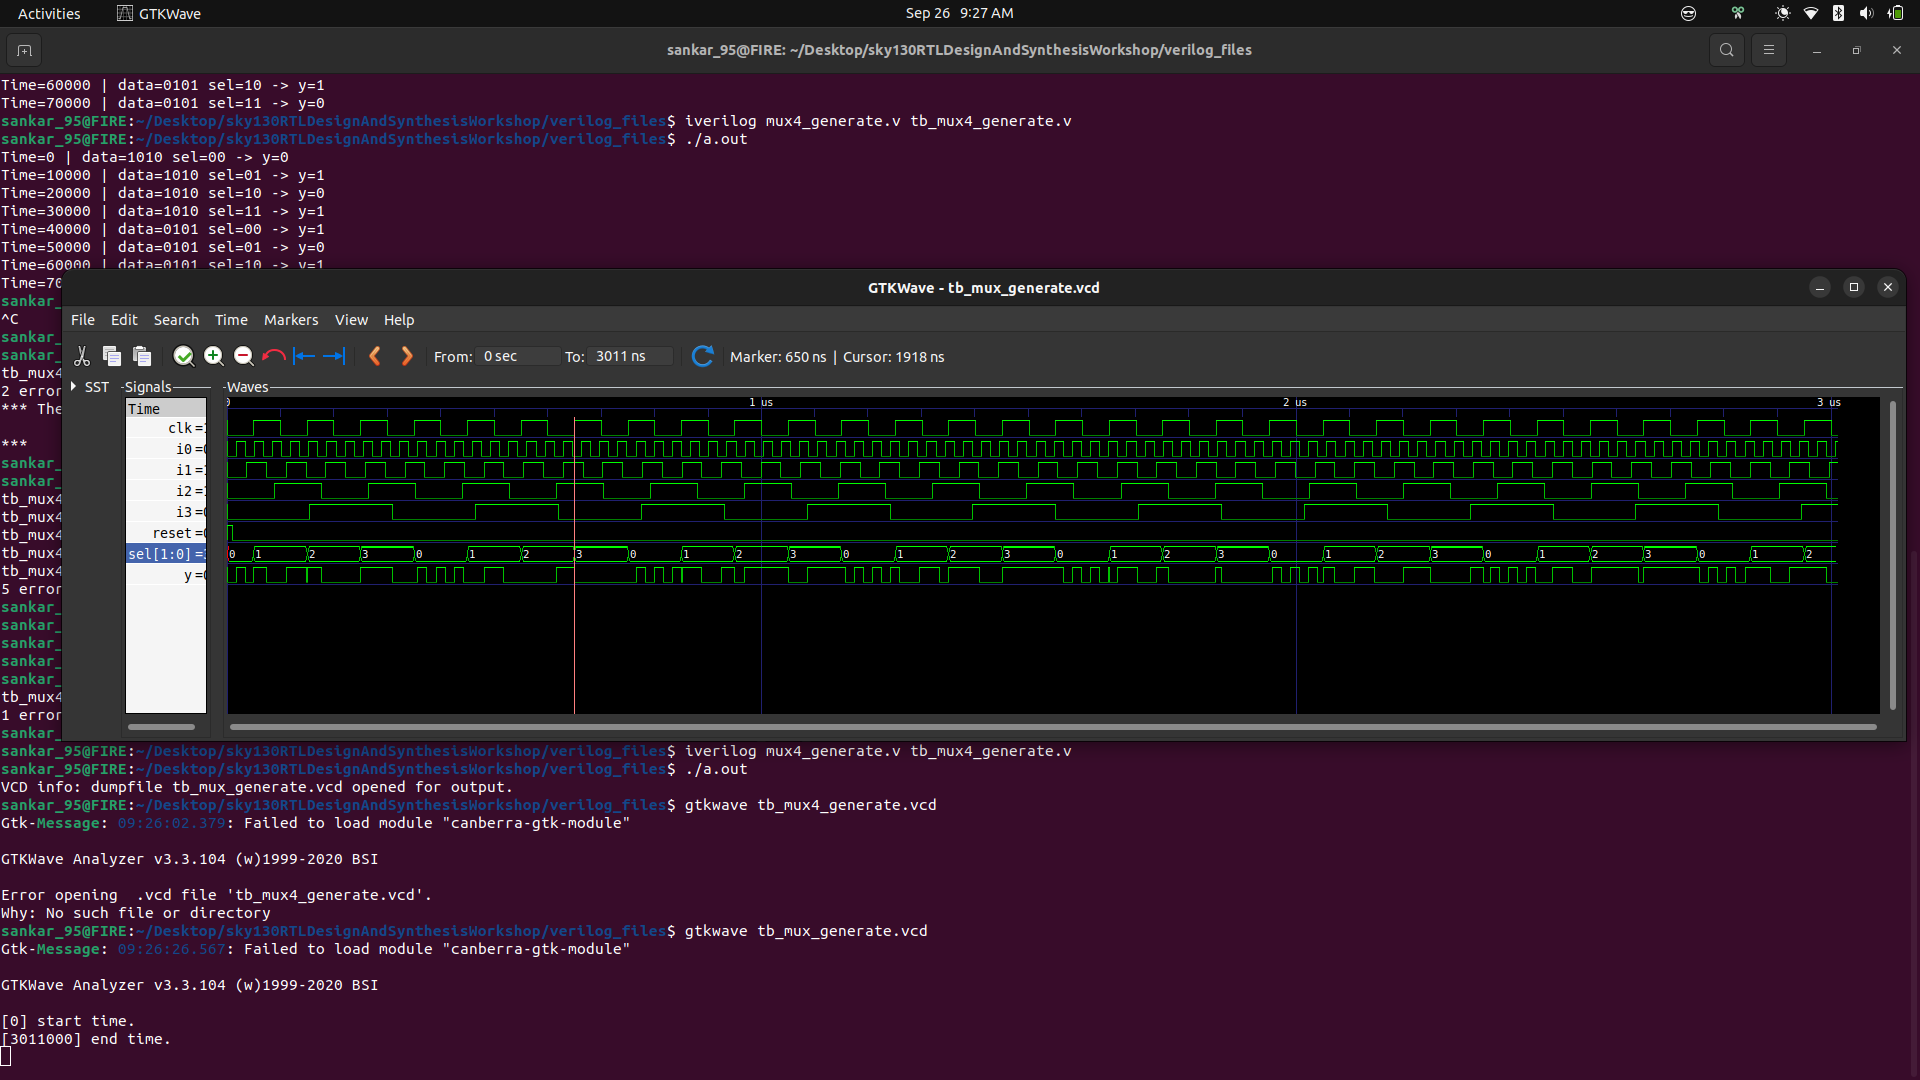 Activities GTKWave Sep 26 9:27 AM
sankar_95@FIRE: ~/Desktop/sky130RTLDesignAndSynthesisWorkshop/verilog_files
Time=60000 | data=0101 sel=10 -> y=1
Time=70000 | data=0101 sel=11 -> y=0
sankar_95@FIRE:~/Desktop/sky130RTLDesignAndSynthesisWorkshop/verilog_files$ iverilog mux4_generate.v tb_mux4_generate.v
sankar_95@FIRE:~/Desktop/sky130RTLDesignAndSynthesisWorkshop/verilog_files$ ./a.out
Time=0 | data=1010 sel=00 -> y=0
Time=10000 | data=1010 sel=01 -> y=1
Time=20000 | data=1010 sel=10 -> y=0
Time=30000 | data=1010 sel=11 -> y=1
Time=40000 | data=0101 sel=00 -> y=1
Time=50000 | data=0101 sel=01 -> y=0
Time=60000 | data=0101 sel=10 -> y=1
Time=70
sankar_
^C
sankar_
sankar_
tb_mux4
2 error
*** The
***
sankar_
sankar_
tb_mux4
tb_mux4
tb_mux4
tb_mux4
tb_mux4
5 error
sankar_
sankar_
sankar_
sankar_
sankar_
tb_mux4
1 error
sankar_
GTKWave - tb_mux_generate.vcd
File Edit Search Time Markers View Help
From: 0 sec To: 3011 ns Marker: 650 ns | Cursor: 1918 ns
SST Signals Waves
Time 0 1 us 2 us 3 us
clk =1
i0 =0
i1 =1
i2 =1
i3 =0
reset =0
sel[1:0] =3 0 1 2 3 0 1 2 3 0 1 2 3 0 1 2 3 0 1 2 3 0 1 2 3 0 1 2 3 0 1 2
y =0
sankar_95@FIRE:~/Desktop/sky130RTLDesignAndSynthesisWorkshop/verilog_files$ iverilog mux4_generate.v tb_mux4_generate.v
sankar_95@FIRE:~/Desktop/sky130RTLDesignAndSynthesisWorkshop/verilog_files$ ./a.out
VCD info: dumpfile tb_mux_generate.vcd opened for output.
sankar_95@FIRE:~/Desktop/sky130RTLDesignAndSynthesisWorkshop/verilog_files$ gtkwave tb_mux4_generate.vcd
Gtk-Message: 09:26:02.379: Failed to load module "canberra-gtk-module"
GTKWave Analyzer v3.3.104 (w)1999-2020 BSI
Error opening  .vcd file 'tb_mux4_generate.vcd'.
Why: No such file or directory
sankar_95@FIRE:~/Desktop/sky130RTLDesignAndSynthesisWorkshop/verilog_files$ gtkwave tb_mux_generate.vcd
Gtk-Message: 09:26:26.567: Failed to load module "canberra-gtk-module"
GTKWave Analyzer v3.3.104 (w)1999-2020 BSI
[0] start time.
[3011000] end time.